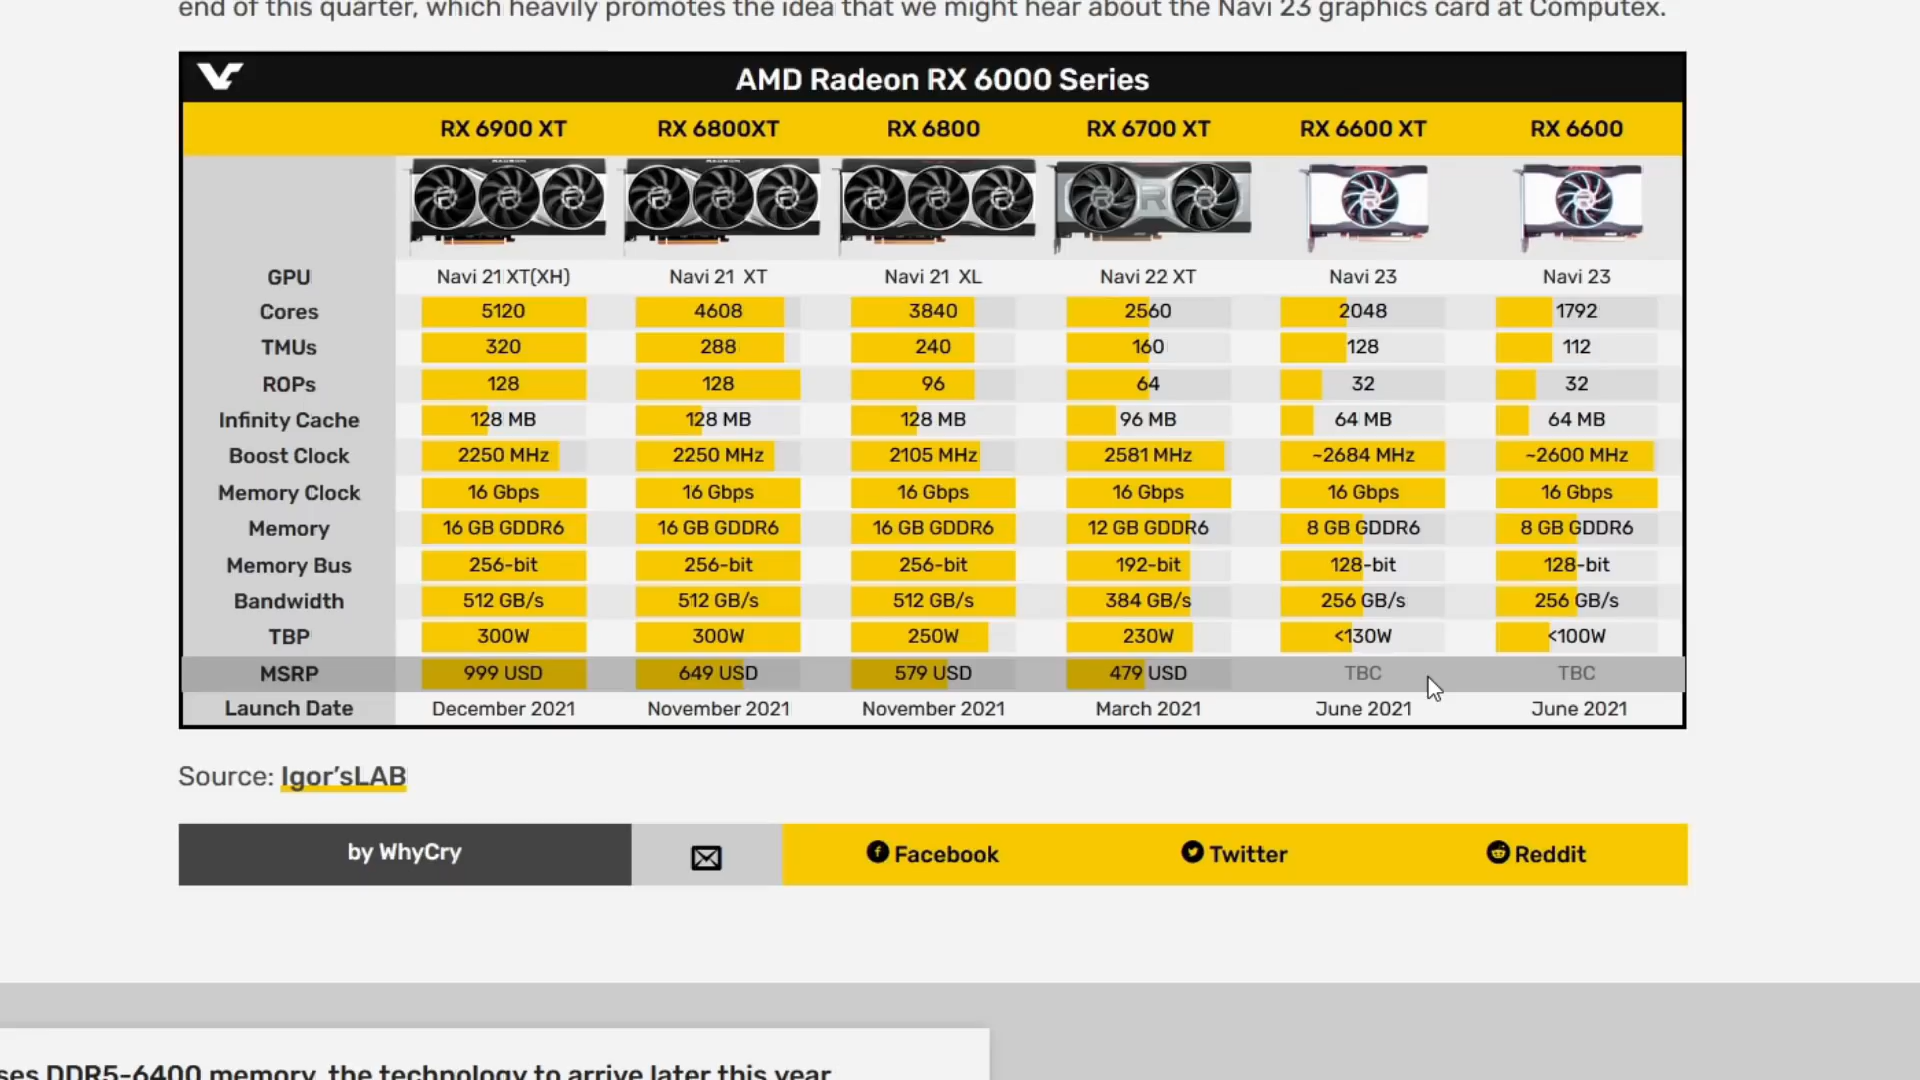 end of this quarter, which heavily promotes the idea that we might hear about the Navi 23 graphics card at Computex.
AMD Radeon RX 6000 Series
RX 6900 XT RX 6800XT RX 6800 RX 6700 XT RX 6600 XT RX 6600
GPU Navi 21 XT(XH) Navi 21 XT Navi 21 XL Navi 22 XT Navi 23 Navi 23
Cores 5120 4608 3840 2560 2048 1792
TMUs 320 288 240 160 128 112
ROPs 128 128 96 64 32 32
Infinity Cache 128 MB 128 MB 128 MB 96 MB 64 MB 64 MB
Boost Clock 2250 MHz 2250 MHz 2105 MHz 2581 MHz ~2684 MHz ~2600 MHz
Memory Clock 16 Gbps 16 Gbps 16 Gbps 16 Gbps 16 Gbps 16 Gbps
Memory 16 GB GDDR6 16 GB GDDR6 16 GB GDDR6 12 GB GDDR6 8 GB GDDR6 8 GB GDDR6
Memory Bus 256-bit 256-bit 256-bit 192-bit 128-bit 128-bit
Bandwidth 512 GB/s 512 GB/s 512 GB/s 384 GB/s 256 GB/s 256 GB/s
TBP 300W 300W 250W 230W <130W <100W
MSRP 999 USD 649 USD 579 USD 479 USD TBC TBC
Launch Date December 2021 November 2021 November 2021 March 2021 June 2021 June 2021
Source: Igor'sLAB
by WhyCry Facebook Twitter Reddit
ses DDR5-6400 memory, the technology to arrive later this year